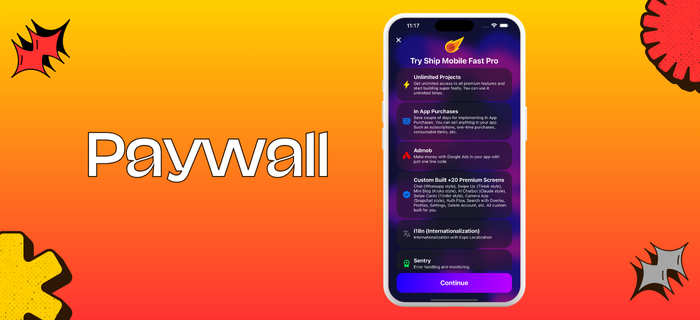 Paywall
11:17
Try Ship Mobile Fast Pro
Unlimited Projects
Get unlimited access to all premium features and
start building super fastly. You can use it
unlimited times.
In App Purchases
Save couple of days for implementing In App
Purchases. You can sell anything in your app.
Such as subscriptions, one-time purchases,
consumable items, etc.
Admob
Make money with Google Ads in your app with
just one line code.
Custom Built +20 Premium Screens
Chat (Whatsapp style), Swipe Up (Tiktok style),
Mini Slug (Kioko style), AI Chatbot (Claude style),
Swipe Cards (Tinder style), Camera App
(Snapchat style), Auth Flow, Search with Overlay,
Profiles, Settings, Delete Account, etc. All custom
built for you.
i18n (Internationalization)
Internationalization with Expo Localization
Sentry
Error handling and monitoring.
Continue